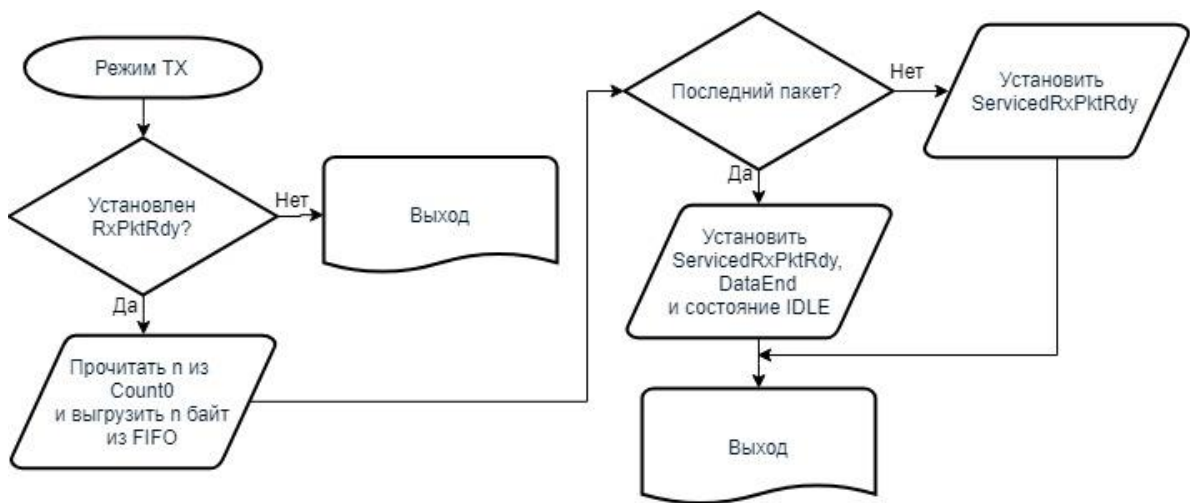 Режим TX
Установлен
RxPktRdy?
Нет
Выход
Да
Прочитать n из
Count0
и выгрузить n байт
из FIFO
Последний пакет?
Нет
Установить
ServicedRxPktRdy
Да
Установить
ServicedRxPktRdy,
DataEnd
и состояние IDLE
Выход